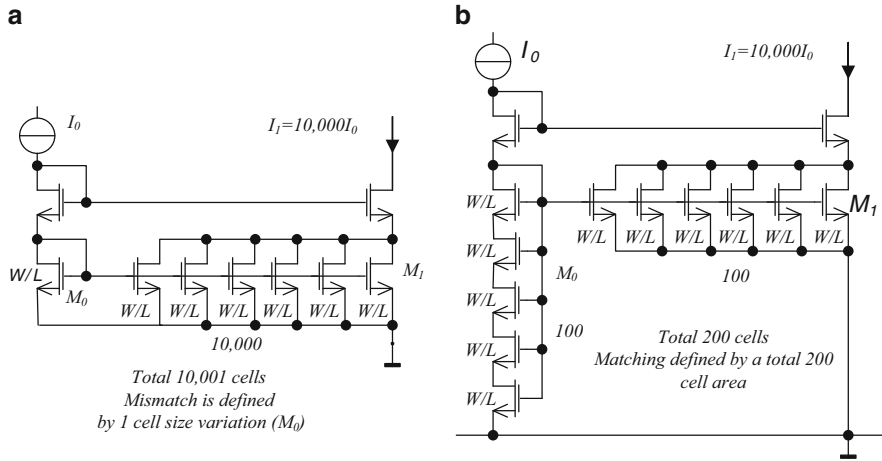 a
I0
I1=10,000I0
W/L
M0
M1
W/L W/L W/L W/L W/L W/L
10,000
Total 10,001 cells
Mismatch is defined
by 1 cell size variation (M0)
b
I0
I1=10,000I0
W/L
M1
W/L W/L W/L W/L W/L W/L
W/L
M0
100
W/L
100
W/L
W/L
Total 200 cells
Matching defined by a total 200
cell area